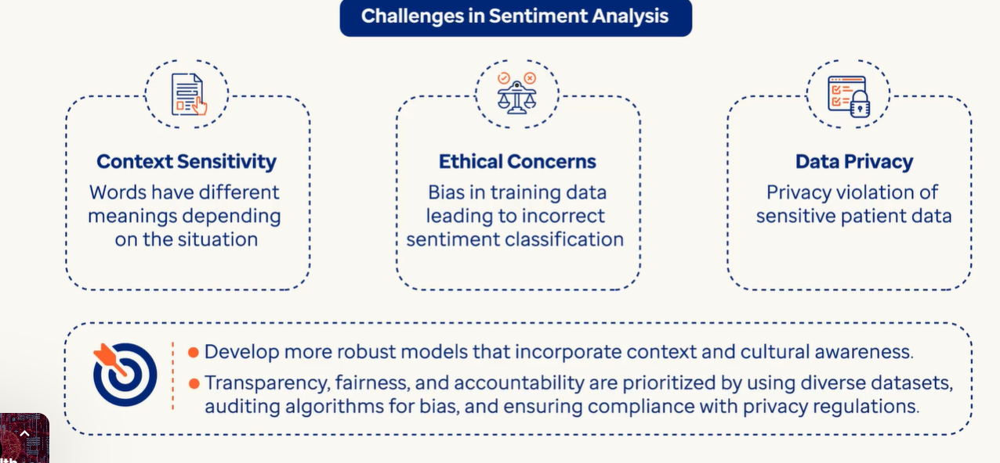 Challenges in Sentiment Analysis
Context Sensitivity
Words have different
meanings depending
on the situation
Ethical Concerns
Bias in training data
leading to incorrect
sentiment classification
Data Privacy
Privacy violation of
sensitive patient data
Develop more robust models that incorporate context and cultural awareness.
Transparency, fairness, and accountability are prioritized by using diverse datasets,
auditing algorithms for bias, and ensuring compliance with privacy regulations.